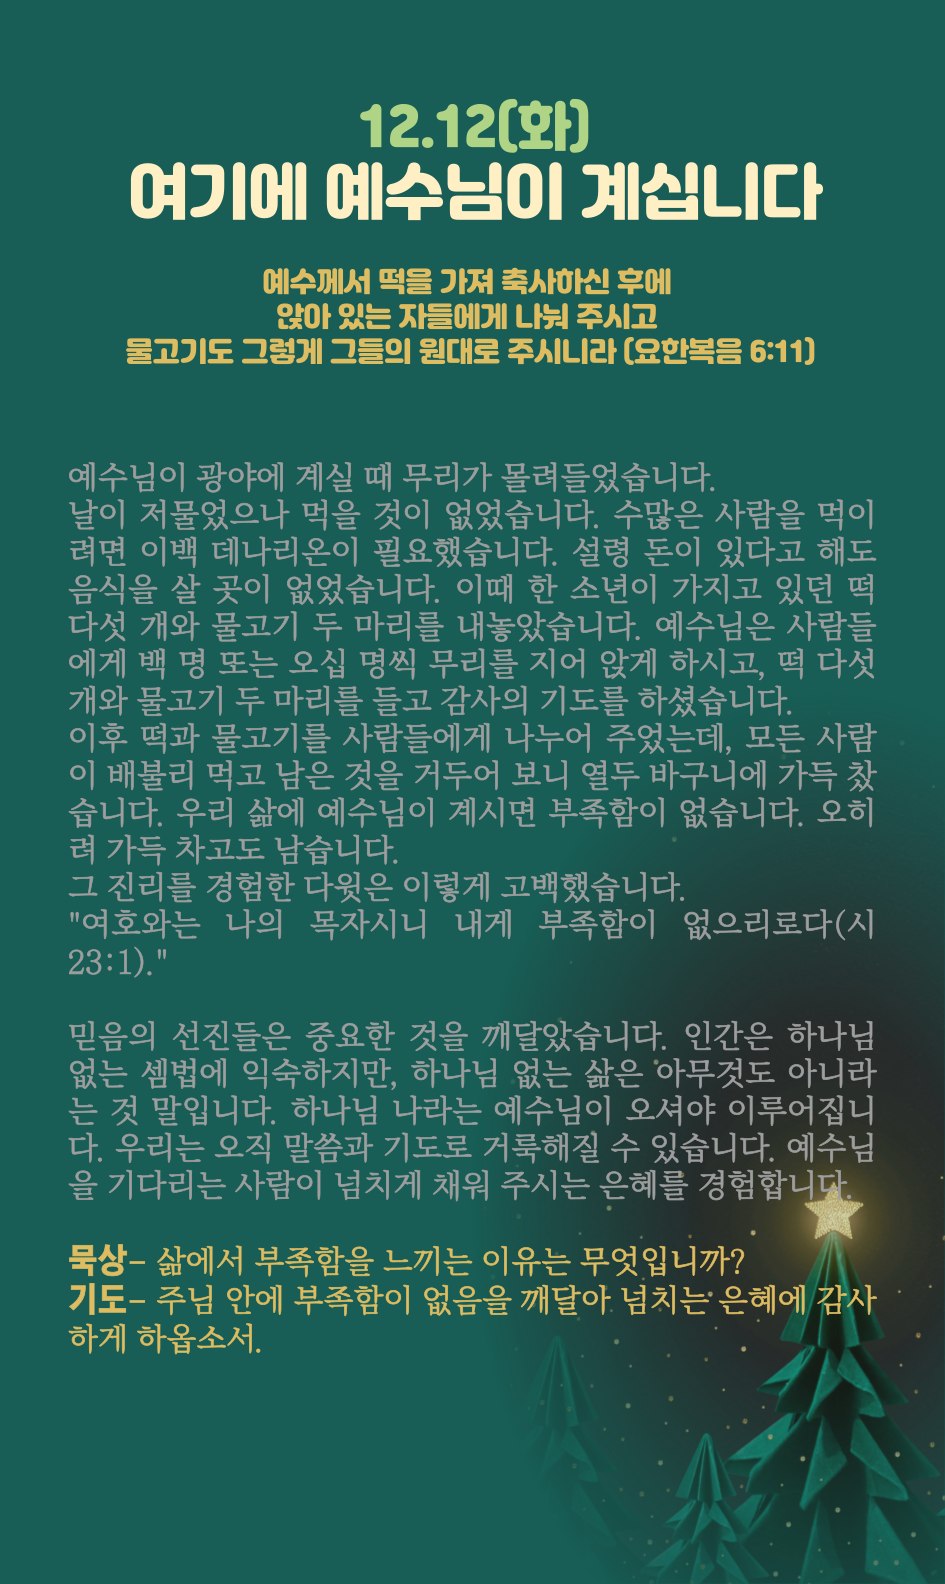 12.12(화)
여기에 예수님이 계십니다
예수께서 떡을 가져 축사하신 후에
앉아 있는 자들에게 나눠 주시고
물고기도 그렇게 그들의 원대로 주시니라 (요한복음 6:11)
예수님이 광야에 계실 때 무리가 몰려들었습니다.
날이 저물었으나 먹을 것이 없었습니다. 수많은 사람을 먹이
려면 이백 데나리온이 필요했습니다. 설령 돈이 있다고 해도
음식을 살 곳이 없었습니다. 이때 한 소년이 가지고 있던 떡
다섯 개와 물고기 두 마리를 내놓았습니다. 예수님은 사람들
에게 백 명 또는 오십 명씩 무리를 지어 앉게 하시고, 떡 다섯
개와 물고기 두 마리를 들고 감사의 기도를 하셨습니다.
이후 떡과 물고기를 사람들에게 나누어 주었는데, 모든 사람
이 배불리 먹고 남은 것을 거두어 보니 열두 바구니에 가득 찼
습니다. 우리 삶에 예수님이 계시면 부족함이 없습니다. 오히
려 가득 차고도 남습니다.
그 진리를 경험한 다윗은 이렇게 고백했습니다.
"여호와는 나의 목자시니 내게 부족함이 없으리로다(시
23:1)."
믿음의 선진들은 중요한 것을 깨달았습니다. 인간은 하나님
없는 셈법에 익숙하지만, 하나님 없는 삶은 아무것도 아니라
는 것 말입니다. 하나님 나라는 예수님이 오셔야 이루어집니
다. 우리는 오직 말씀과 기도로 거룩해질 수 있습니다. 예수님
을 기다리는 사람이 넘치게 채워 주시는 은혜를 경험합니다.
묵상- 삶에서 부족함을 느끼는 이유는 무엇입니까?
기도- 주님 안에 부족함이 없음을 깨달아 넘치는 은혜에 감사
하게 하옵소서.